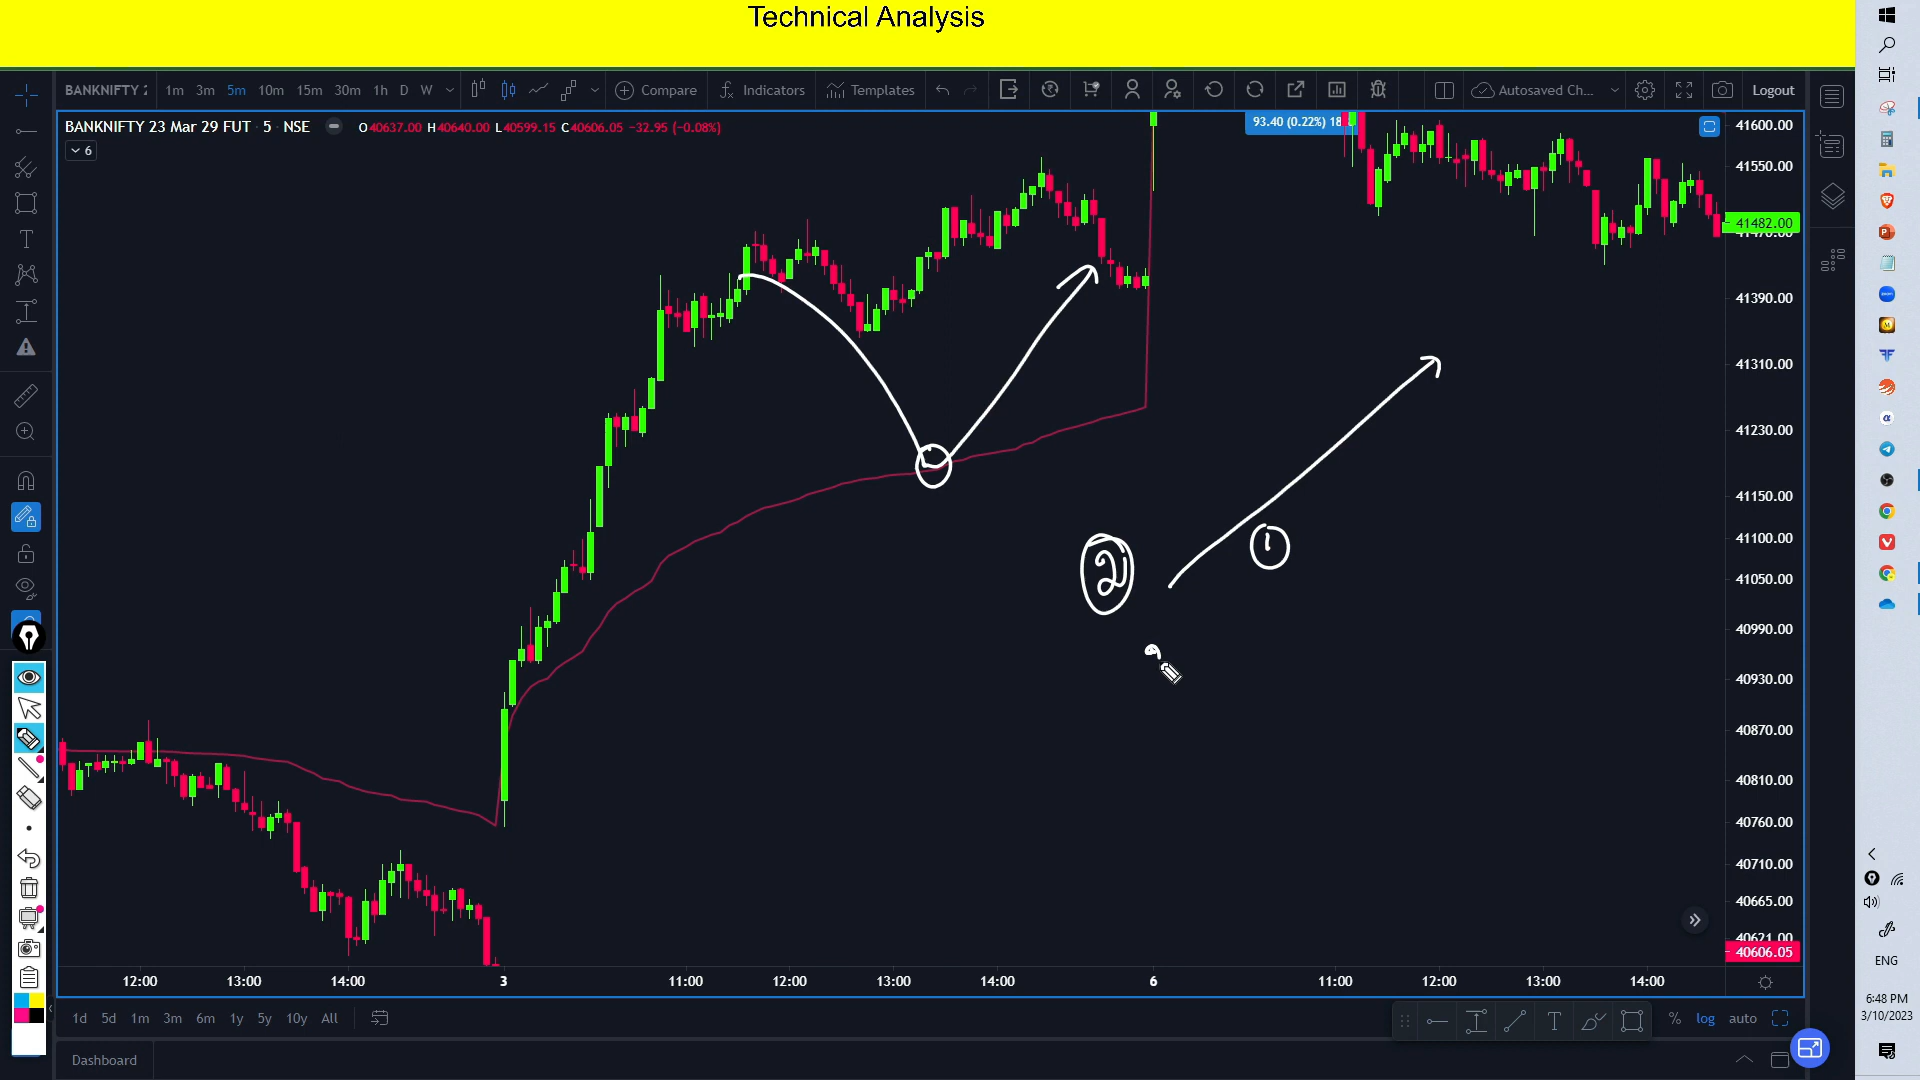 Technical Analysis
BANKNIFTY 2 1m 3m 5m 10m 15m 30m 1h D W Compare Indicators Templates Autosaved Ch... Logout
BANKNIFTY 23 Mar 29 FUT · 5 · NSE O40637.00 H40640.00 L40599.15 C40606.05 −32.95 (−0.08%)
93.40 (0.22%) 18
6
41600.00
41550.00
41482.00
41390.00
41310.00
41230.00
41150.00
41100.00
41050.00
40990.00
40930.00
40870.00
40810.00
40760.00
40710.00
40665.00
40621.00
40606.05
1
2
12:00 13:00 14:00 3 11:00 12:00 13:00 14:00 6 11:00 12:00 13:00 14:00
1d 5d 1m 3m 6m 1y 5y 10y All % log auto
Dashboard
ENG
6:48 PM
3/10/2023